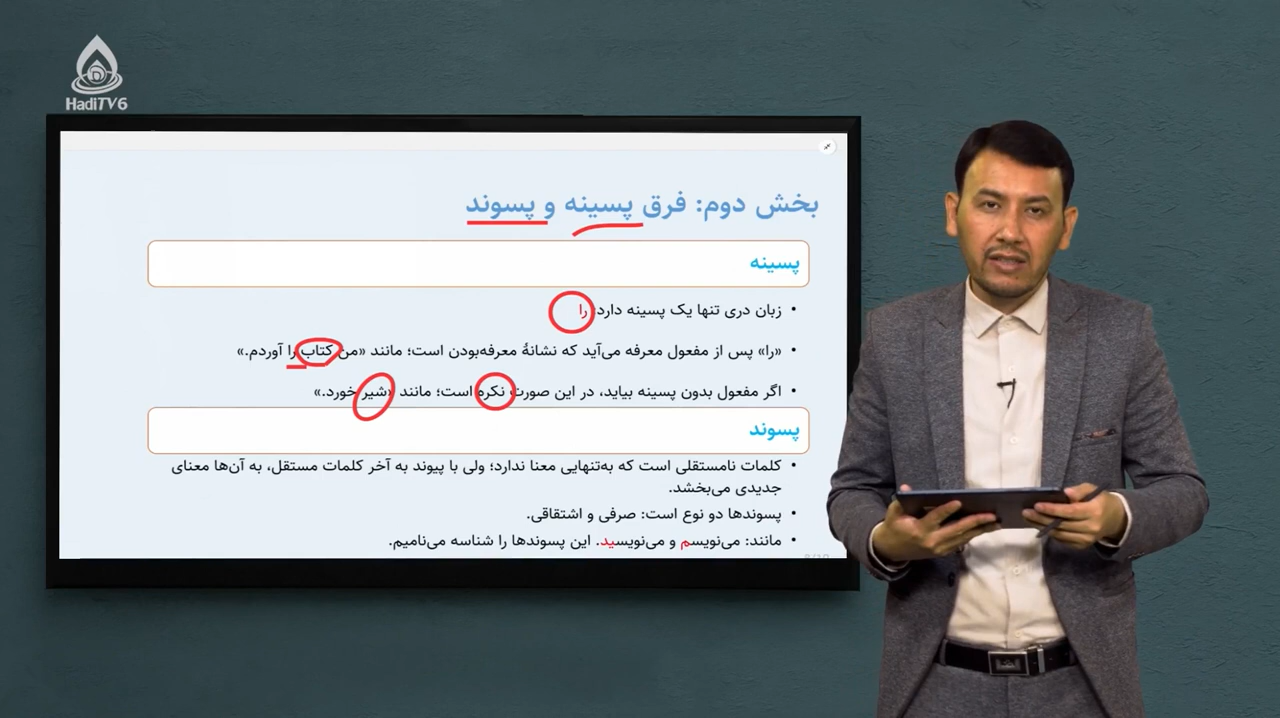 HadiTV6
بخش دوم: فرق پسینه و پسوند
پسینه
• زبان دری تنها یک پسینه دارد: را
• «را» پس از مفعول معرفه می‌آید که نشانهٔ معرفه‌بودن است؛ مانند «من کتاب را آوردم.»
• اگر مفعول بدون پسینه بیاید، در این صورت نکره است؛ مانند «شیر خورد.»
پسوند
• کلمات نامستقلی است که به‌تنهایی معنا ندارد؛ ولی با پیوند به آخر کلمات مستقل، به آن‌ها معنای
جدیدی می‌بخشد.
• پسوندها دو نوع است: صرفی و اشتقاقی.
• مانند: می‌نویسم و می‌نویسید. این پسوندها را شناسه می‌نامیم.